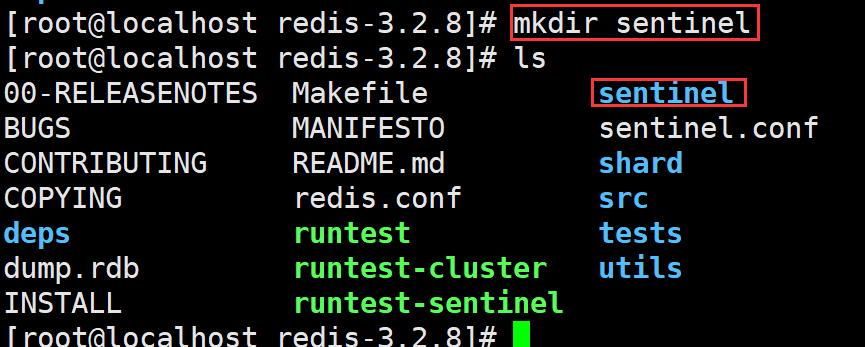 [root@localhost redis-3.2.8]# mkdir sentinel
[root@localhost redis-3.2.8]# ls
00-RELEASENOTES  Makefile          sentinel
BUGS             MANIFESTO         sentinel.conf
CONTRIBUTING     README.md         shard
COPYING          redis.conf        src
deps             runtest           tests
dump.rdb         runtest-cluster   utils
INSTALL          runtest-sentinel
[root@localhost redis-3.2.8]#